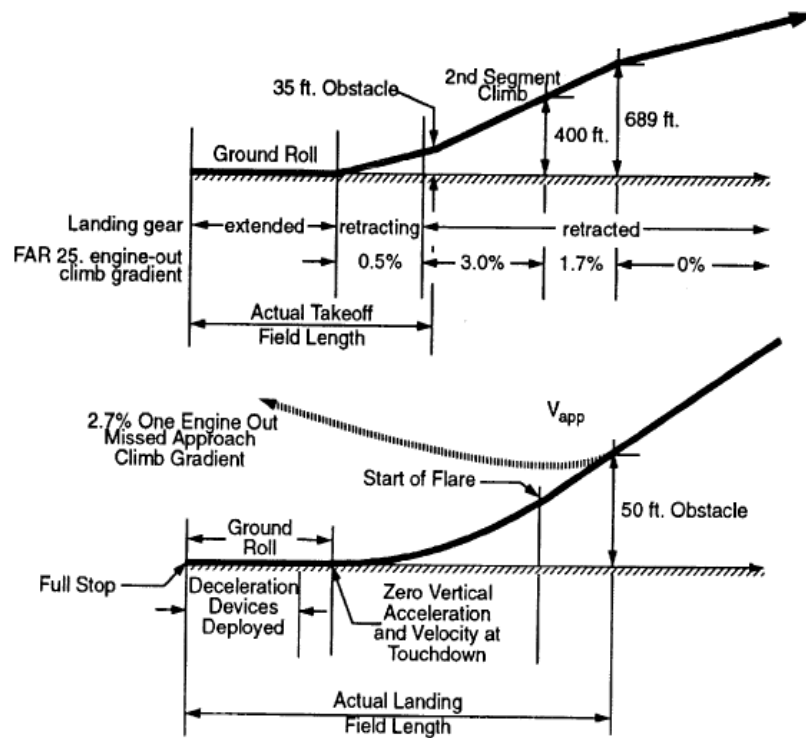 35 ft. Obstacle
2nd Segment
Climb
689 ft.
400 ft.
Ground Roll
Landing gear
extended
retracting
retracted
FAR 25. engine-out
climb gradient
0.5%
3.0%
1.7%
0%
Actual Takeoff
Field Length
2.7% One Engine Out
Missed Approach
Climb Gradient
Vapp
Start of Flare
50 ft. Obstacle
Ground
Roll
Full Stop
Deceleration
Devices
Deployed
Zero Vertical
Acceleration
and Velocity at
Touchdown
Actual Landing
Field Length